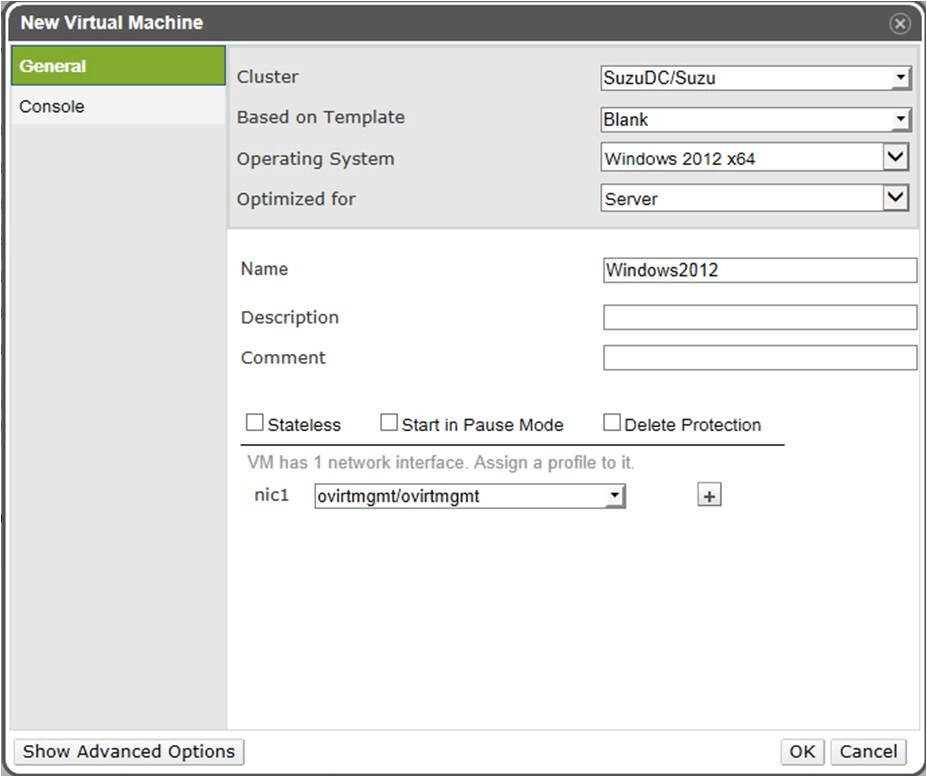 New Virtual Machine
General
Console
Cluster SuzuDC/Suzu
Based on Template Blank
Operating System Windows 2012 x64
Optimized for Server
Name Windows2012
Description
Comment
Stateless Start in Pause Mode Delete Protection
VM has 1 network interface. Assign a profile to it.
nic1 ovirtmgmt/ovirtmgmt +
Show Advanced Options OK Cancel